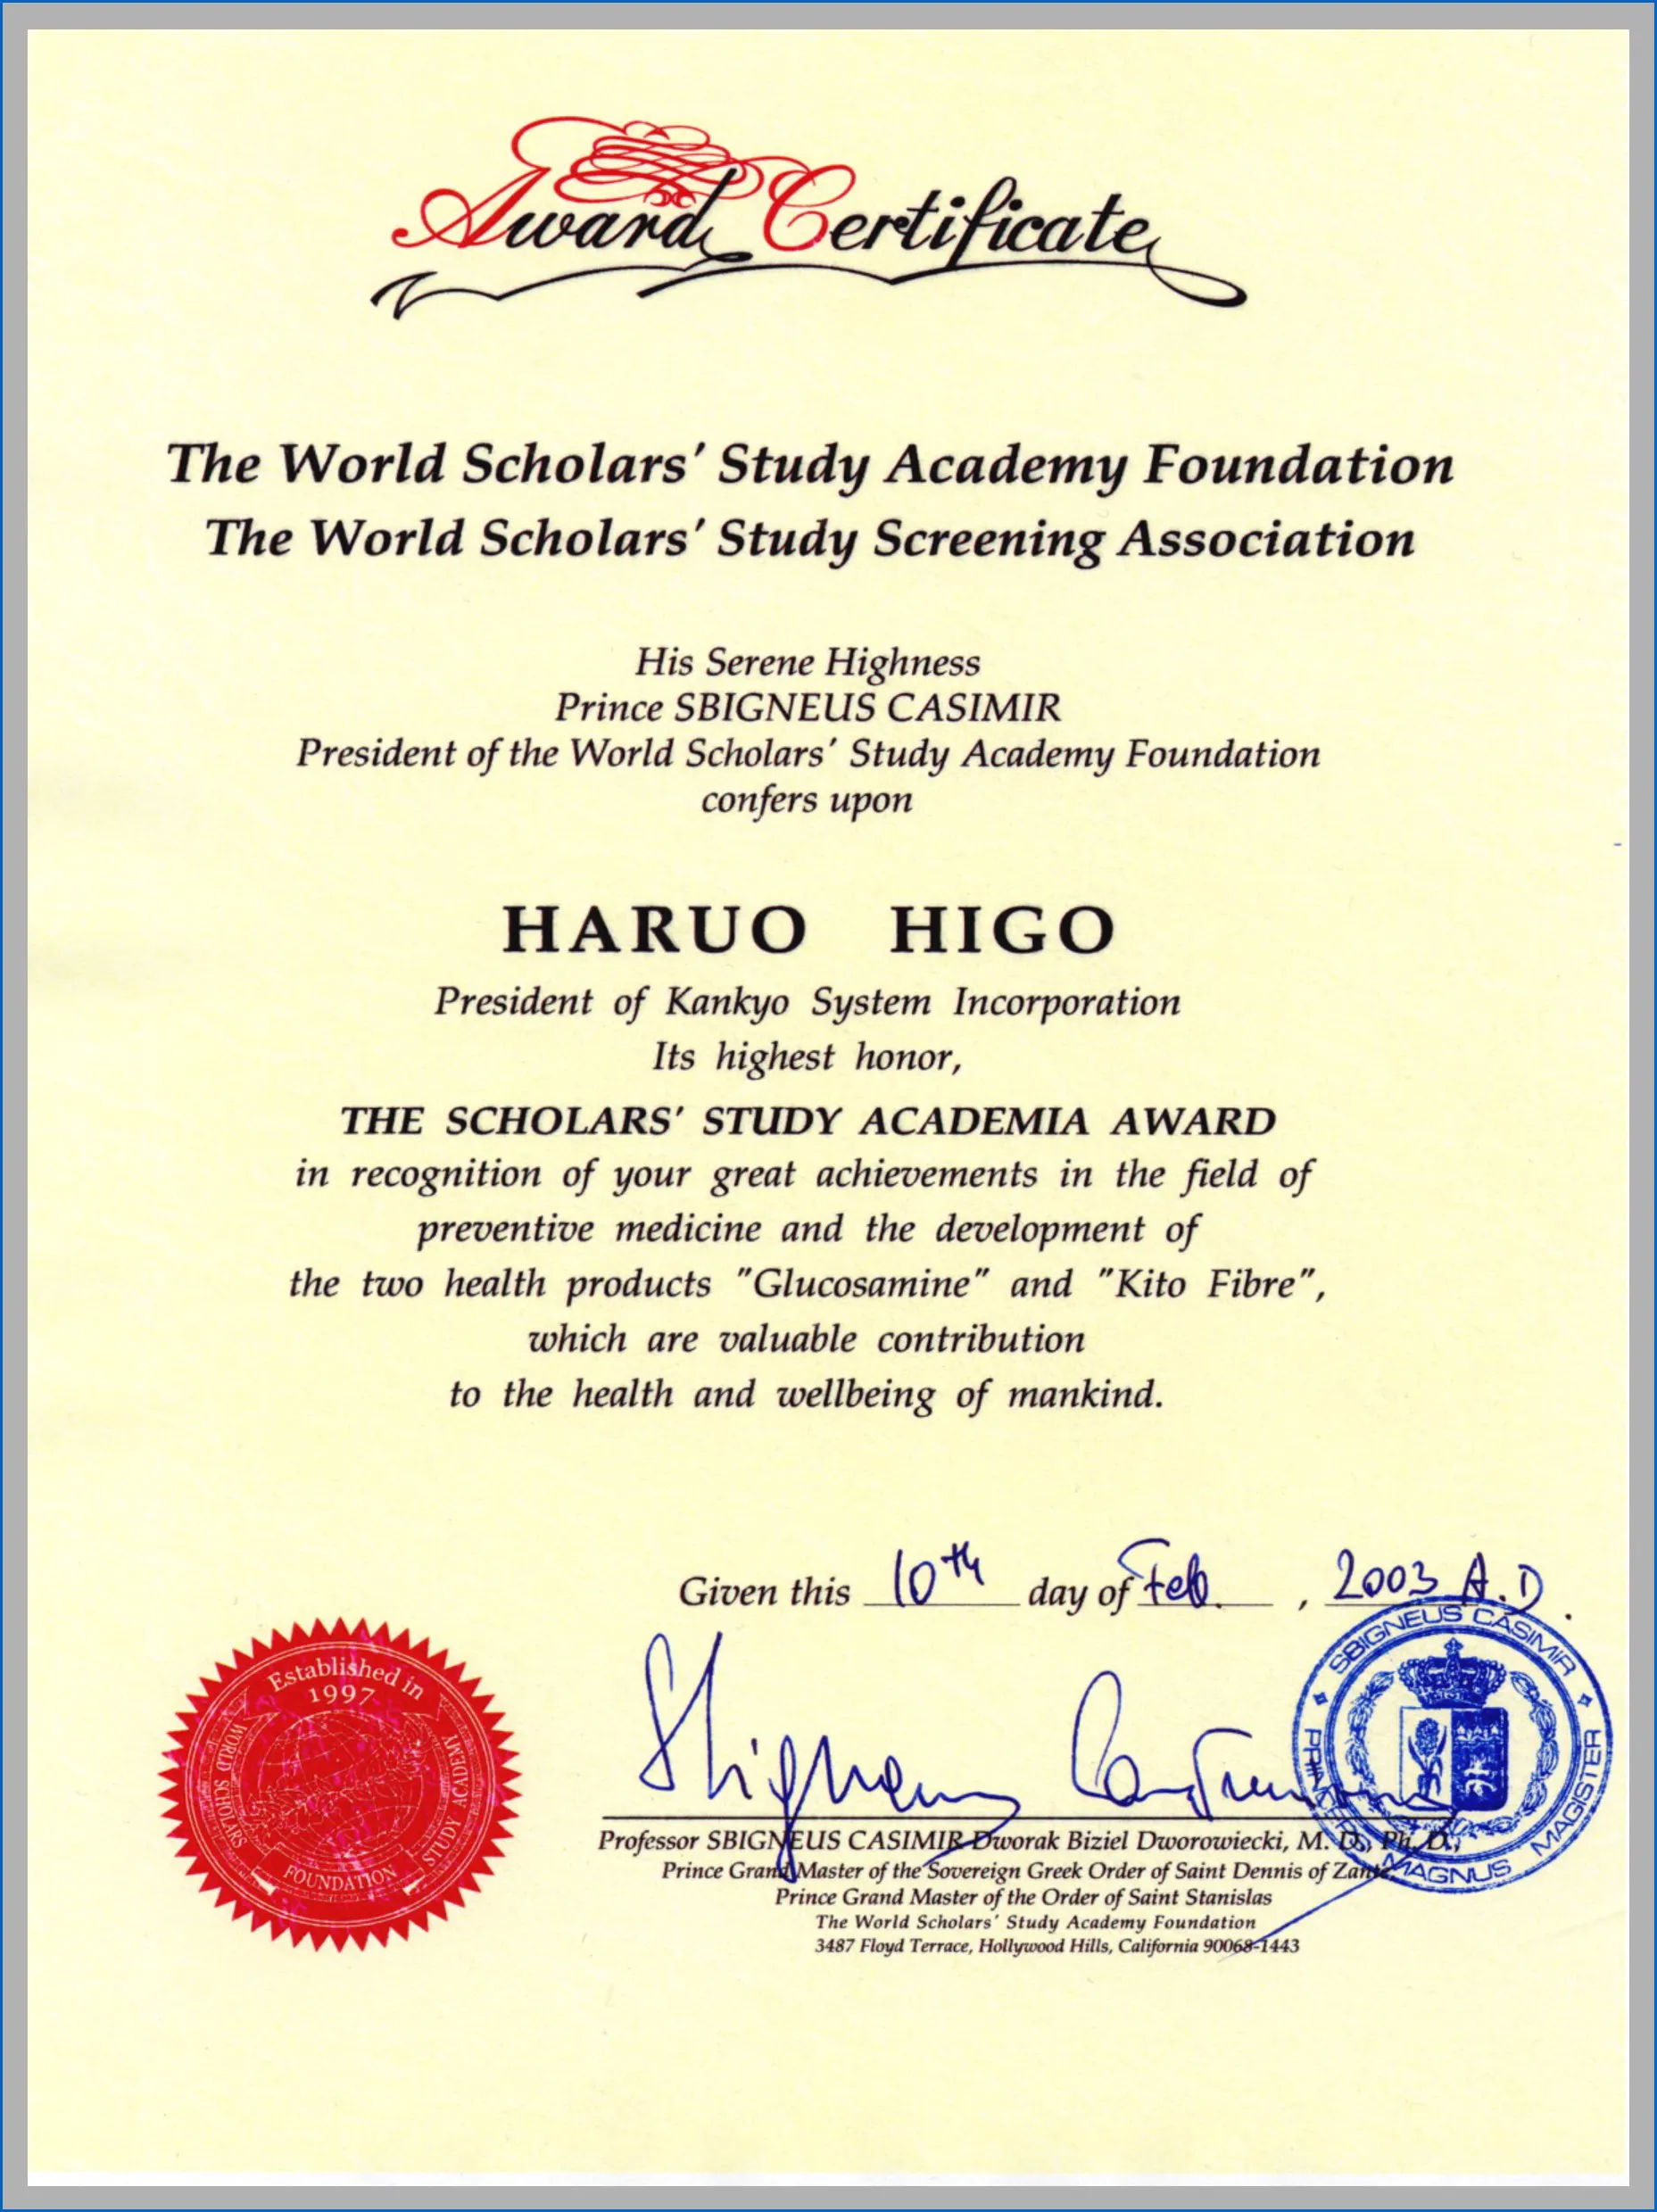 Award Certificate
The World Scholars' Study Academy Foundation
The World Scholars' Study Screening Association
His Serene Highness
Prince SBIGNEUS CASIMIR
President of the World Scholars' Study Academy Foundation
confers upon
HARUO HIGO
President of Kankyo System Incorporation
Its highest honor,
THE SCHOLARS' STUDY ACADEMIA AWARD
in recognition of your great achievements in the field of
preventive medicine and the development of
the two health products "Glucosamine" and "Kito Fibre",
which are valuable contribution
to the health and wellbeing of mankind.
Given this 10th day of Feb. , 2003 A.D.
Established in
1997
WORLD SCHOLARS
STUDY ACADEMY
FOUNDATION
SBIGNEUS CASIMIR
PRINCEPS MAGNUS MAGISTER
Sbigneus Casimir
Professor SBIGNEUS CASIMIR Dworak Biziel Dworowiecki, M. D., Ph. D.,
Prince Grand Master of the Sovereign Greek Order of Saint Dennis of Zante,
Prince Grand Master of the Order of Saint Stanislas
The World Scholars' Study Academy Foundation
3487 Floyd Terrace, Hollywood Hills, California 90068-1443